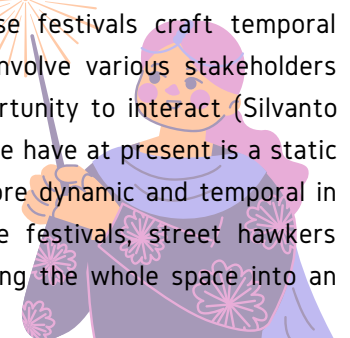 se festivals craft temporal
nvolve various stakeholders
rtunity to interact (Silvanto
e have at present is a static
ore dynamic and temporal in
e festivals, street hawkers
ng the whole space into an